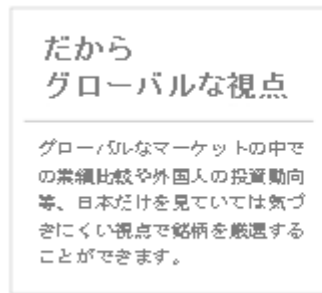 だから
グローバルな視点
グローバルなマーケットの中で
の業績比較や外国人の投資動向
等、日本だけを見ていては気づ
きにくい視点で銘柄を厳選する
ことができます。